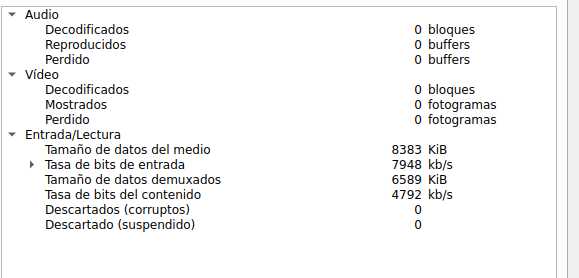 Audio
Decodificados 0 bloques
Reproducidos 0 buffers
Perdido 0 buffers
Vídeo
Decodificados 0 bloques
Mostrados 0 fotogramas
Perdido 0 fotogramas
Entrada/Lectura
Tamaño de datos del medio 8383 KiB
Tasa de bits de entrada 7948 kb/s
Tamaño de datos demuxados 6589 KiB
Tasa de bits del contenido 4792 kb/s
Descartados (corruptos) 0
Descartado (suspendido) 0